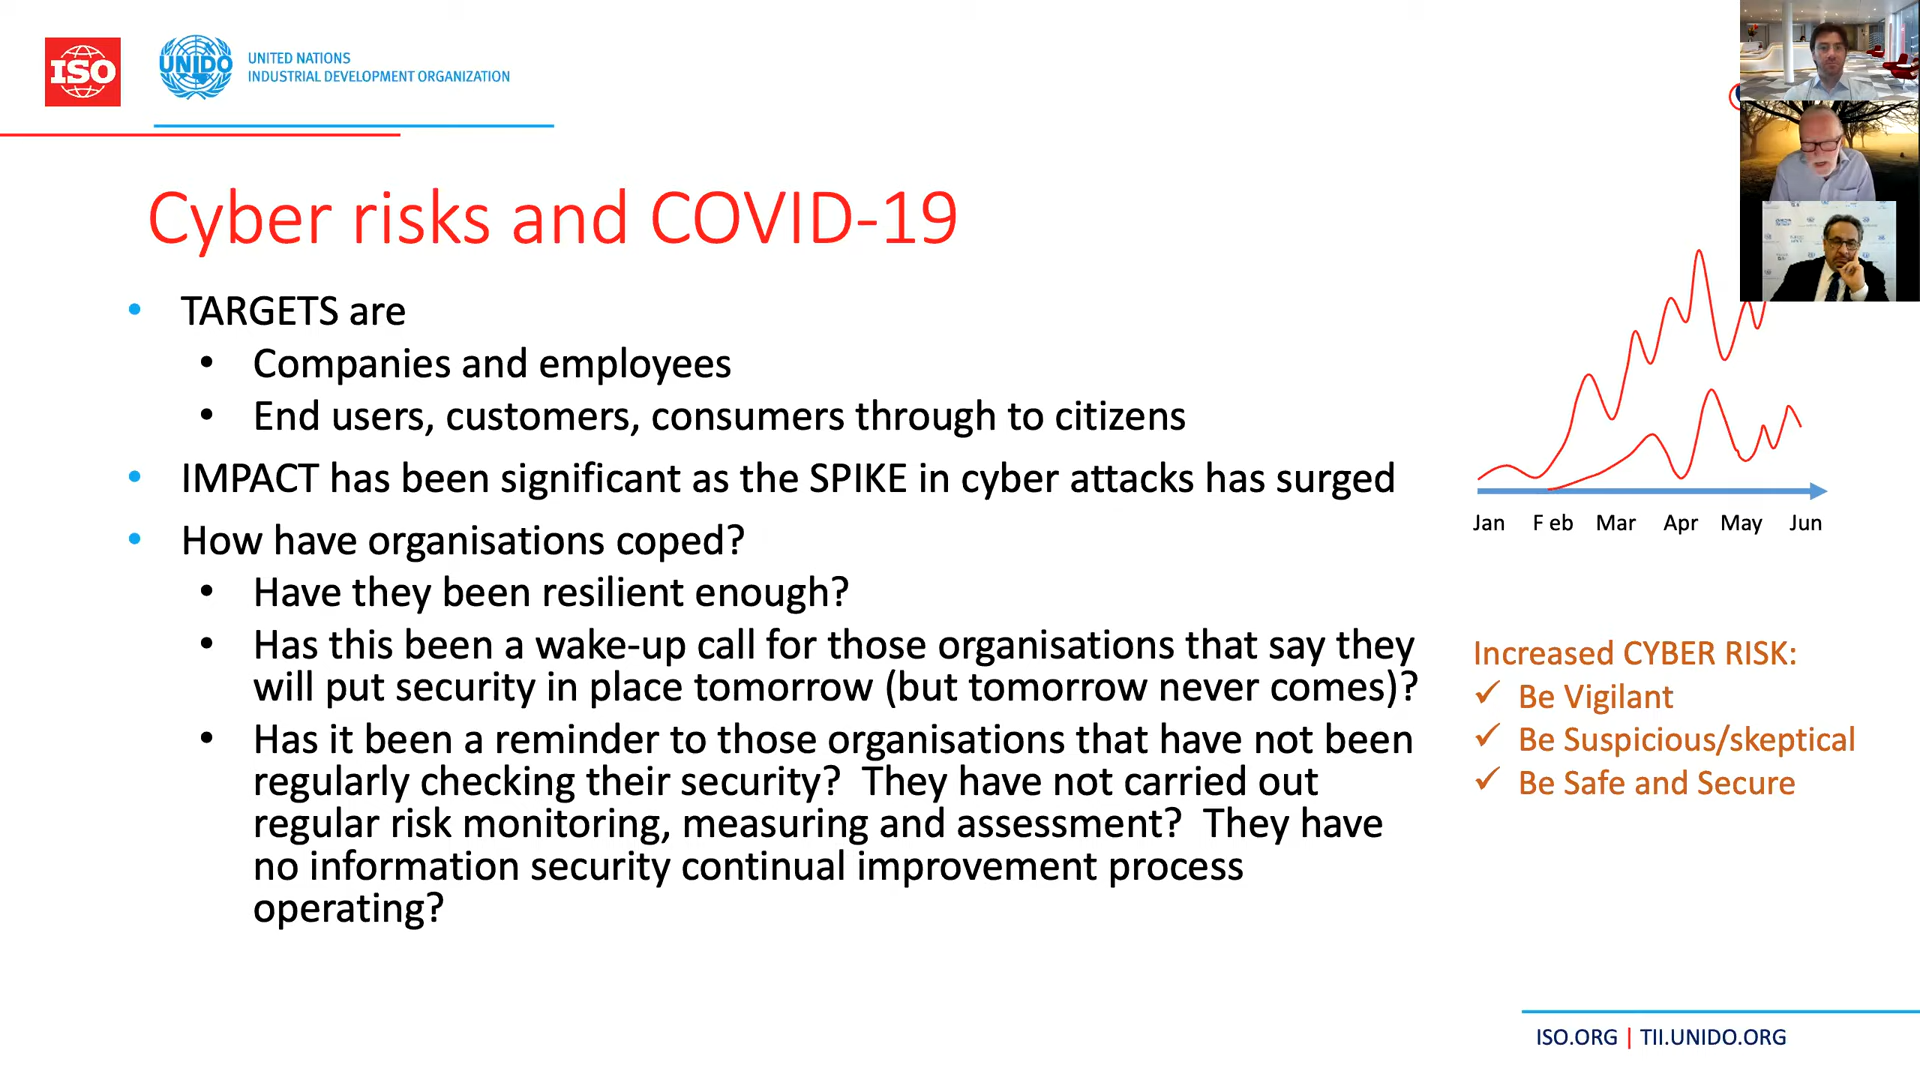 ISO
UNIDO
UNITED NATIONS
INDUSTRIAL DEVELOPMENT ORGANIZATION
Cyber risks and COVID-19
• TARGETS are
• Companies and employees
• End users, customers, consumers through to citizens
• IMPACT has been significant as the SPIKE in cyber attacks has surged
• How have organisations coped?
• Have they been resilient enough?
• Has this been a wake-up call for those organisations that say they
will put security in place tomorrow (but tomorrow never comes)?
• Has it been a reminder to those organisations that have not been
regularly checking their security? They have not carried out
regular risk monitoring, measuring and assessment? They have
no information security continual improvement process
operating?
Jan F eb Mar Apr May Jun
Increased CYBER RISK:
✓ Be Vigilant
✓ Be Suspicious/skeptical
✓ Be Safe and Secure
ISO.ORG | TII.UNIDO.ORG